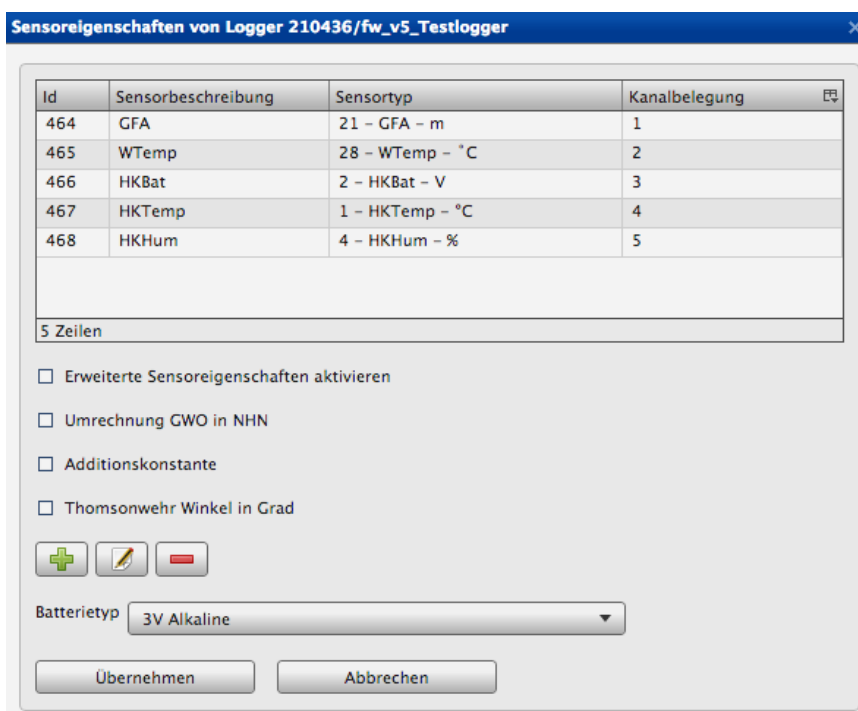 Sensoreigenschaften von Logger 210436/fw_v5_Testlogger
Id Sensorbeschreibung Sensortyp Kanalbelegung
464 GFA 21 – GFA – m 1
465 WTemp 28 – WTemp – ˚C 2
466 HKBat 2 – HKBat – V 3
467 HKTemp 1 – HKTemp – °C 4
468 HKHum 4 – HKHum – % 5
5 Zeilen
Erweiterte Sensoreigenschaften aktivieren
Umrechnung GWO in NHN
Additionskonstante
Thomsonwehr Winkel in Grad
Batterietyp 3V Alkaline
Übernehmen Abbrechen